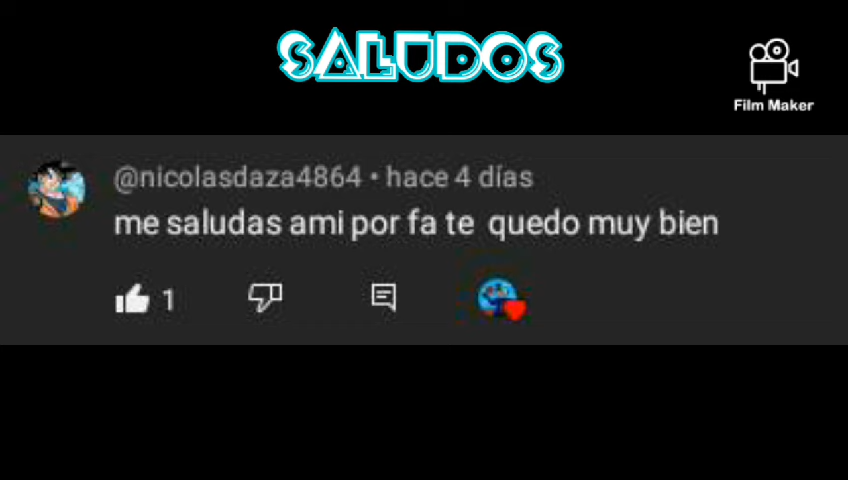 SALUDOS
Film Maker
@nicolasdaza4864 • hace 4 días
me saludas ami por fa te quedo muy bien
1